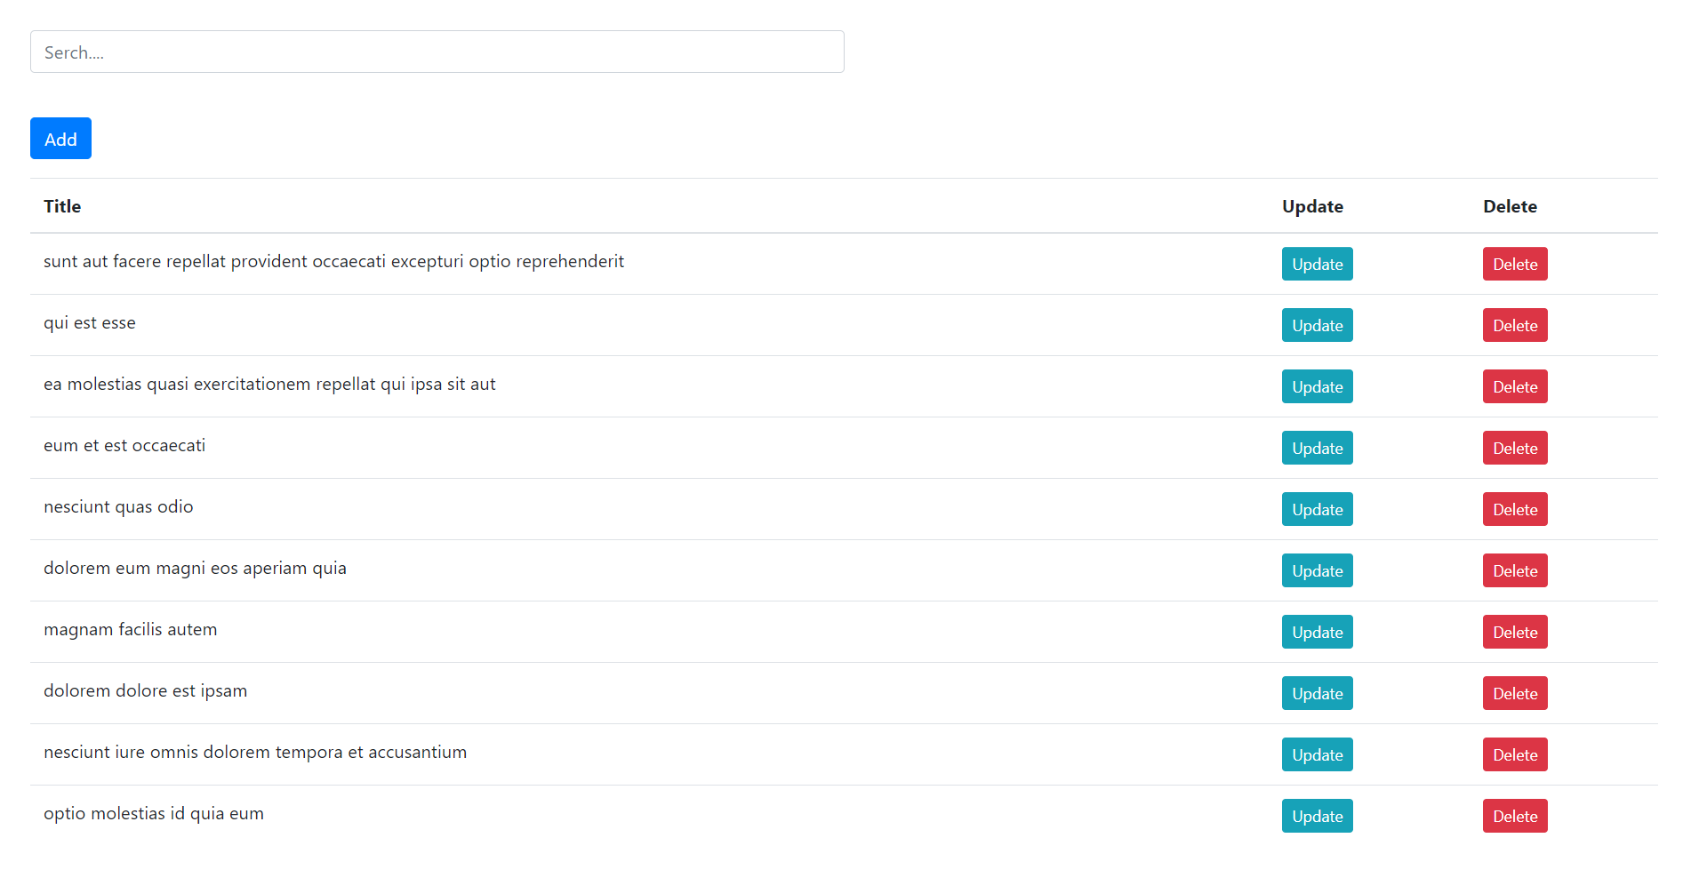 Serch....
Add
Title Update Delete
sunt aut facere repellat provident occaecati excepturi optio reprehenderit Update Delete
qui est esse Update Delete
ea molestias quasi exercitationem repellat qui ipsa sit aut Update Delete
eum et est occaecati Update Delete
nesciunt quas odio Update Delete
dolorem eum magni eos aperiam quia Update Delete
magnam facilis autem Update Delete
dolorem dolore est ipsam Update Delete
nesciunt iure omnis dolorem tempora et accusantium Update Delete
optio molestias id quia eum Update Delete